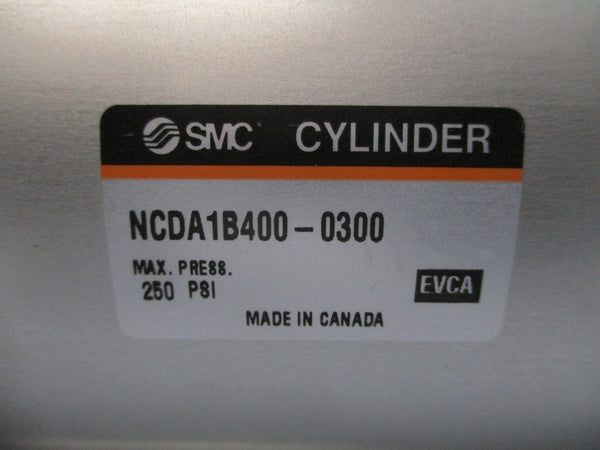 SMC CYLINDER
NCDA1B400-0300
MAX. PRESS.
250 PSI
EVCA
MADE IN CANADA